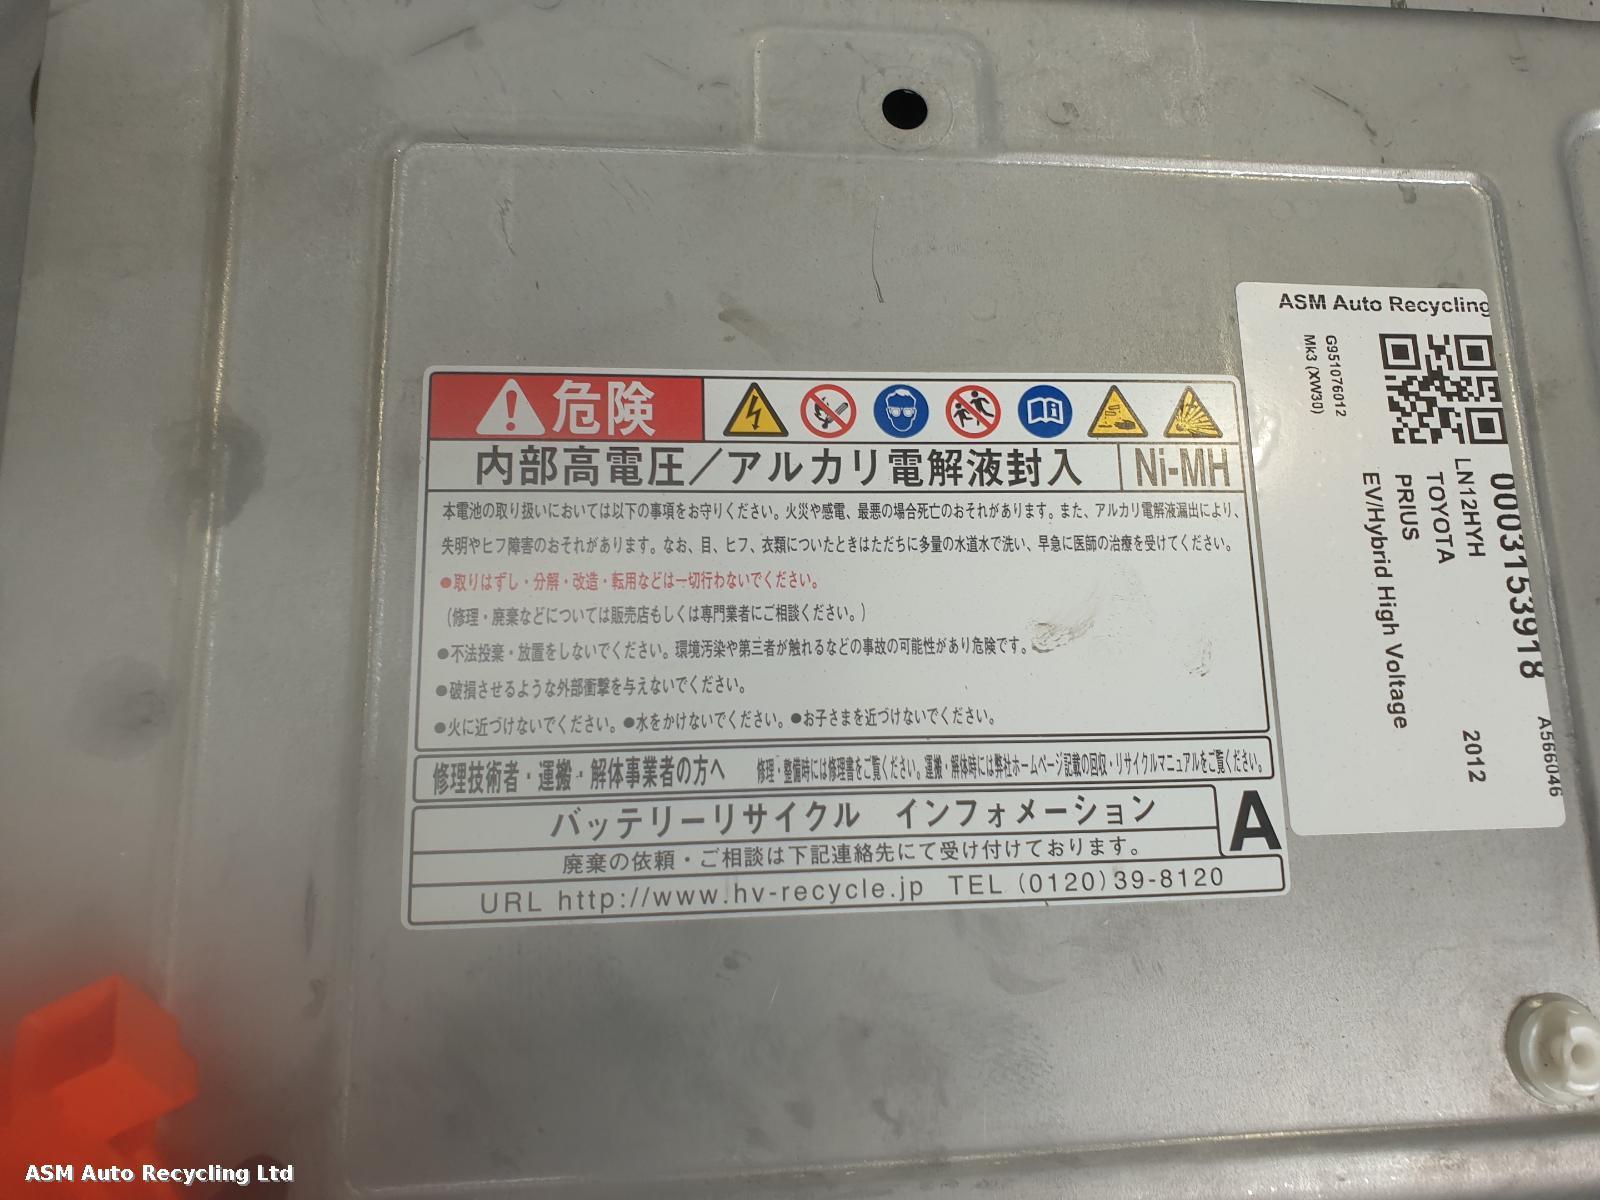 危険
内部高電圧／アルカリ電解液封入 Ni-MH
本電池の取り扱いにおいては以下の事項をお守りください。火災や感電、最悪の場合死亡のおそれがあります。また、アルカリ電解液漏出により、
失明やヒフ障害のおそれがあります。なお、目、ヒフ、衣類についたときはただちに多量の水道水で洗い、早急に医師の治療を受けてください。
●取りはずし・分解・改造・転用などは一切行わないでください。
(修理・廃棄などについては販売店もしくは専門業者にご相談ください。)
●不法投棄・放置をしないでください。環境汚染や第三者が触れるなどの事故の可能性があり危険です。
●破損させるような外部衝撃を与えないでください。
●火に近づけないでください。●水をかけないでください。●お子さまを近づけないでください。
修理技術者・運搬・解体事業者の方へ 修理・整備時には修理書をご覧ください。運搬・解体時には弊社ホームページ記載の回収・リサイクルマニュアルをご覧ください。
バッテリーリサイクル インフォメーション
A
廃棄の依頼・ご相談は下記連絡先にて受け付けております。
URL http://www.hv-recycle.jp TEL (0120)39-8120
ASM Auto Recycling
0003153918
A566046
LN12HYH
2012
TOYOTA
PRIUS
EV/Hybrid High Voltage
G951076012
Mk3 (XW30)
ASM Auto Recycling Ltd